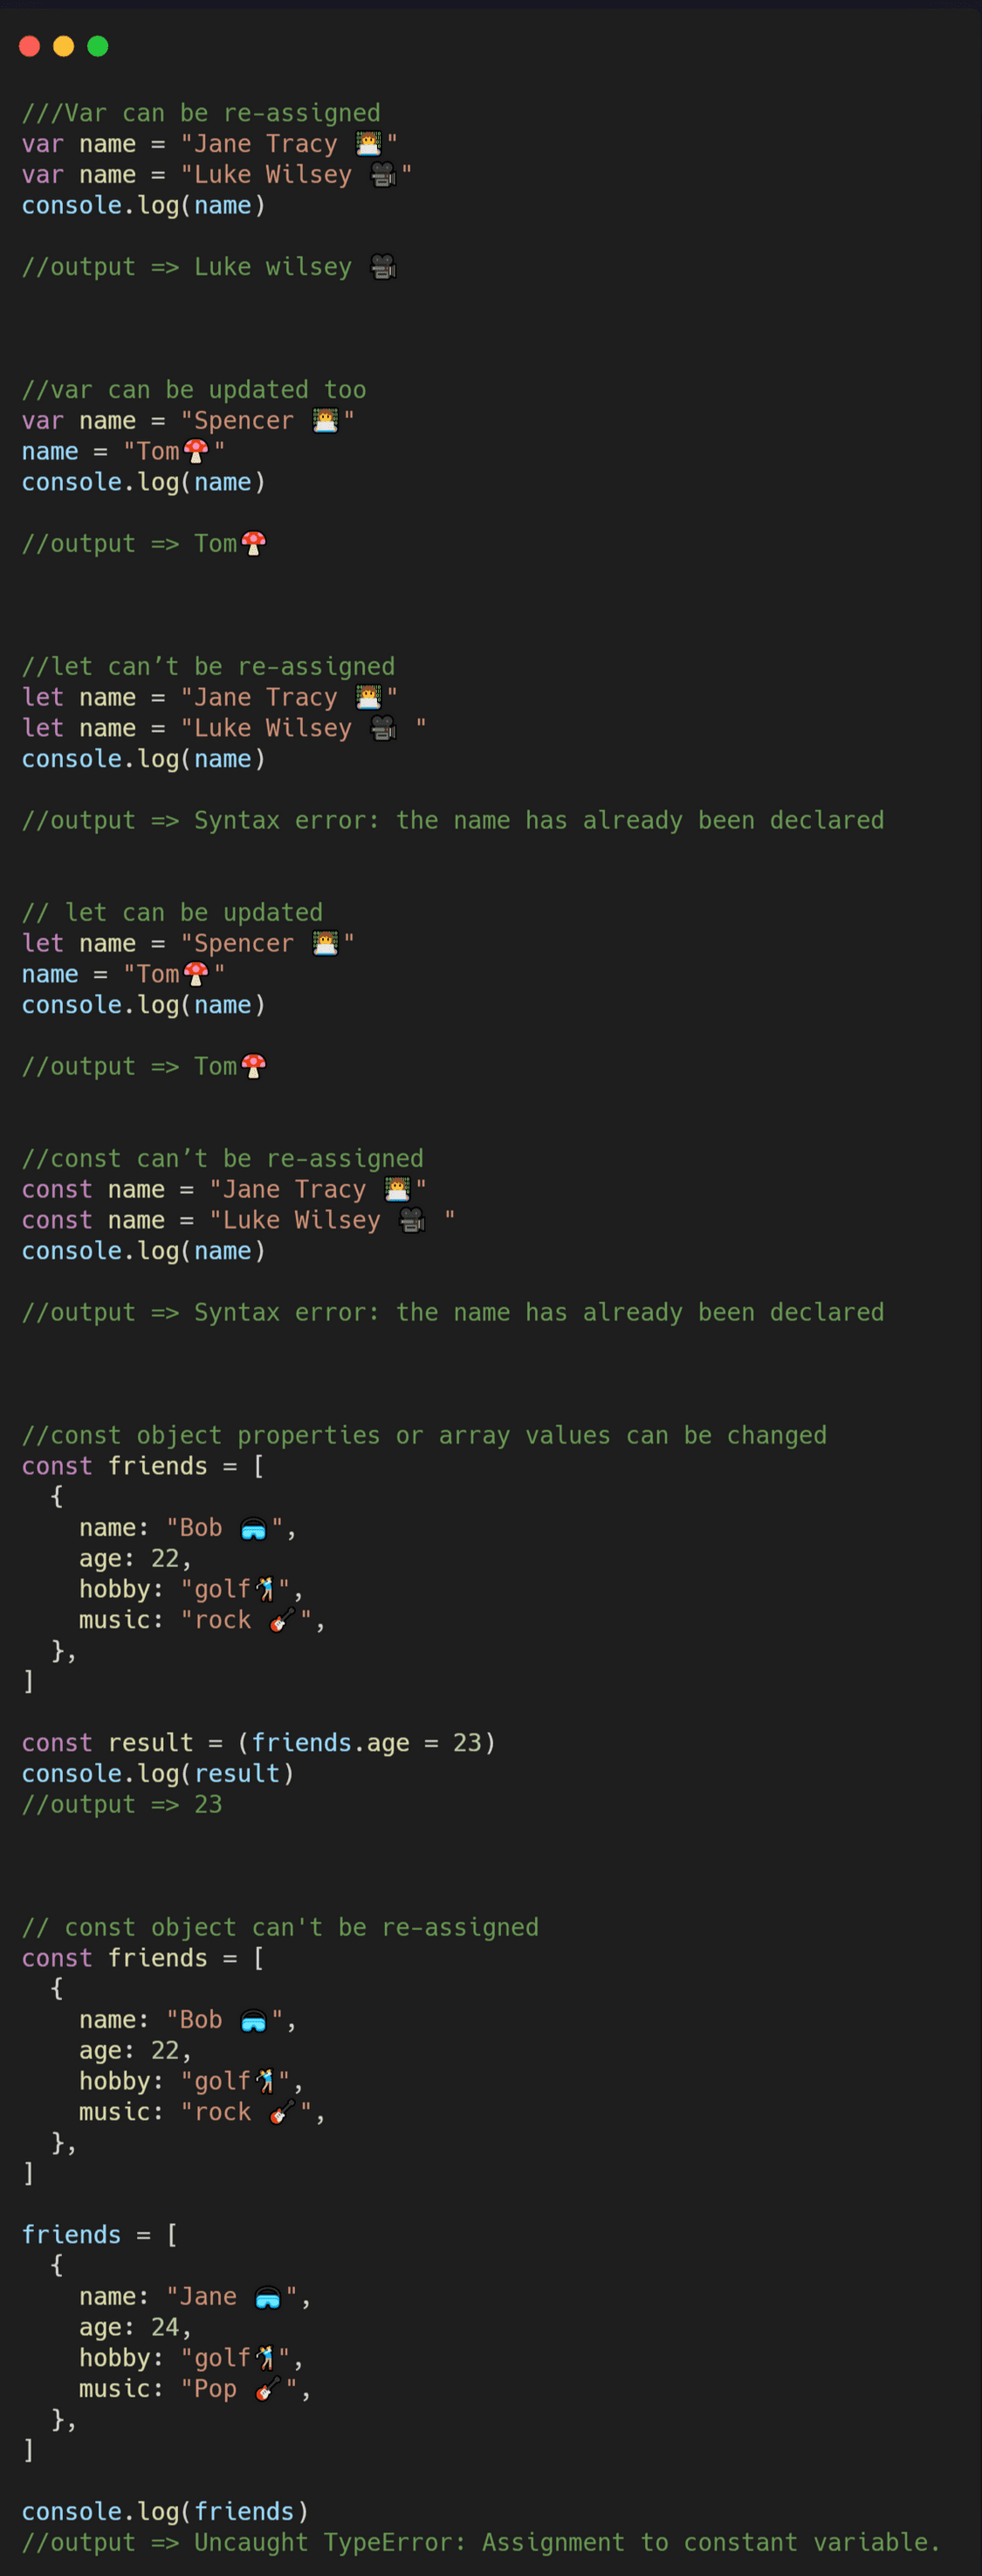 ///Var can be re-assigned
var name = "Jane Tracy 👨‍💻"
var name = "Luke Wilsey 🎥"
console.log(name)
//output => Luke wilsey 🎥
//var can be updated too
var name = "Spencer 👨‍💻"
name = "Tom🍄"
console.log(name)
//output => Tom🍄
//let can’t be re-assigned
let name = "Jane Tracy 👨‍💻"
let name = "Luke Wilsey 🎥 "
console.log(name)
//output => Syntax error: the name has already been declared
// let can be updated
let name = "Spencer 👨‍💻"
name = "Tom🍄"
console.log(name)
//output => Tom🍄
//const can’t be re-assigned
const name = "Jane Tracy 👨‍💻"
const name = "Luke Wilsey 🎥 "
console.log(name)
//output => Syntax error: the name has already been declared
//const object properties or array values can be changed
const friends = [
  {
    name: "Bob 🥽",
    age: 22,
    hobby: "golf🏌",
    music: "rock 🎸",
  },
]
const result = (friends.age = 23)
console.log(result)
//output => 23
// const object can't be re-assigned
const friends = [
  {
    name: "Bob 🥽",
    age: 22,
    hobby: "golf🏌",
    music: "rock 🎸",
  },
]
friends = [
  {
    name: "Jane 🥽",
    age: 24,
    hobby: "golf🏌",
    music: "Pop 🎸",
  },
]
console.log(friends)
//output => Uncaught TypeError: Assignment to constant variable.